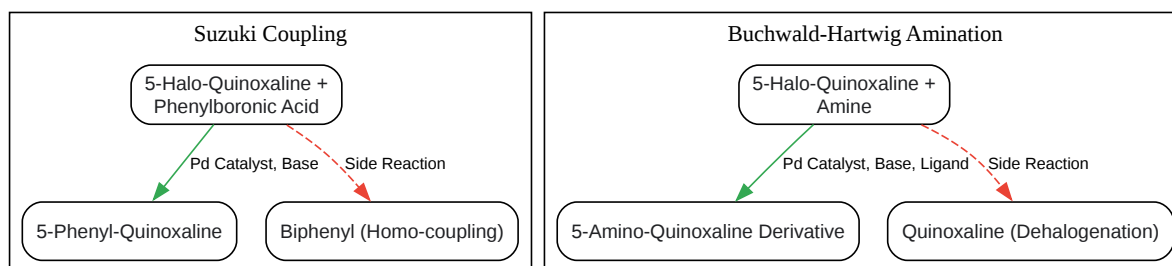 Suzuki Coupling
5-Halo-Quinoxaline +
Phenylboronic Acid
Pd Catalyst, Base
Side Reaction
5-Phenyl-Quinoxaline
Biphenyl (Homo-coupling)
Buchwald-Hartwig Amination
5-Halo-Quinoxaline +
Amine
Pd Catalyst, Base, Ligand
Side Reaction
5-Amino-Quinoxaline Derivative
Quinoxaline (Dehalogenation)